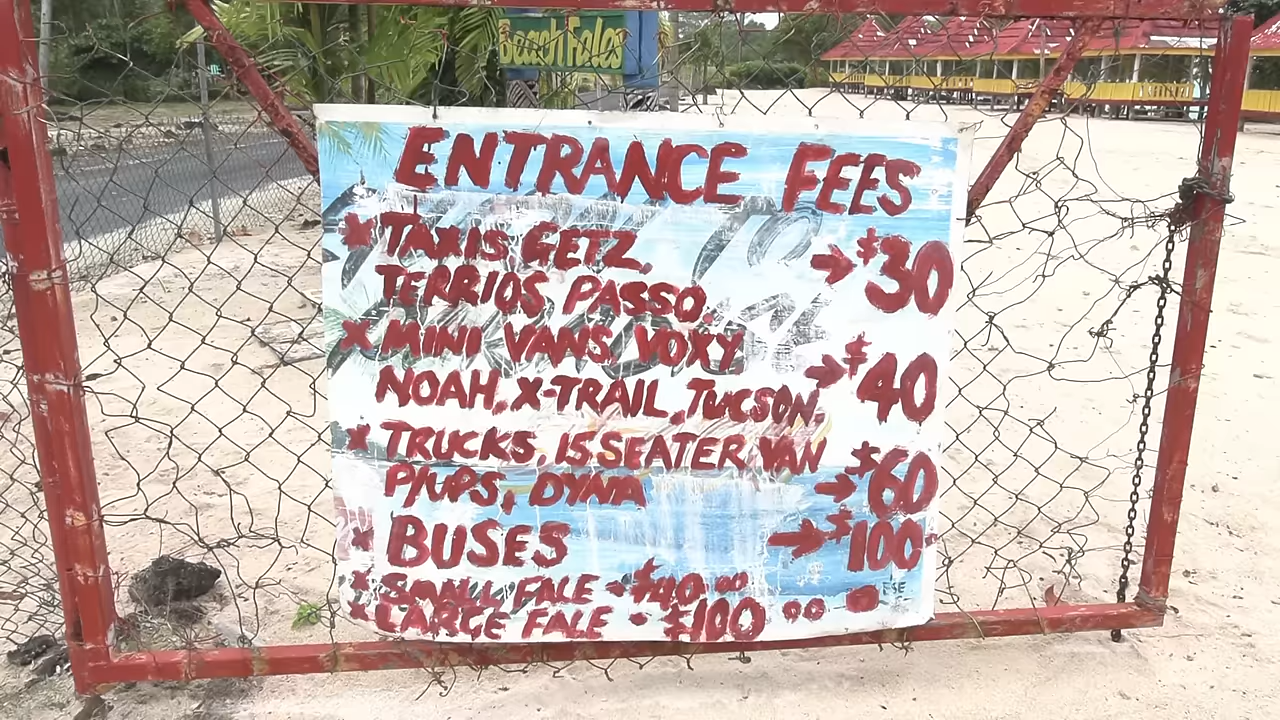 Beach Fales
ENTRANCE FEES
* TAXIS GETZ, → $30
TERRIOS, PASSO.
* MINI VANS, VOXY → $40
NOAH, X-TRAIL, TUCSON.
* TRUCKS, 15 SEATER VAN → $60
P/UPS, DYNA
* BUSES → $100
* SMALL FALE - $40 00
* LARGE FALE - $100 00